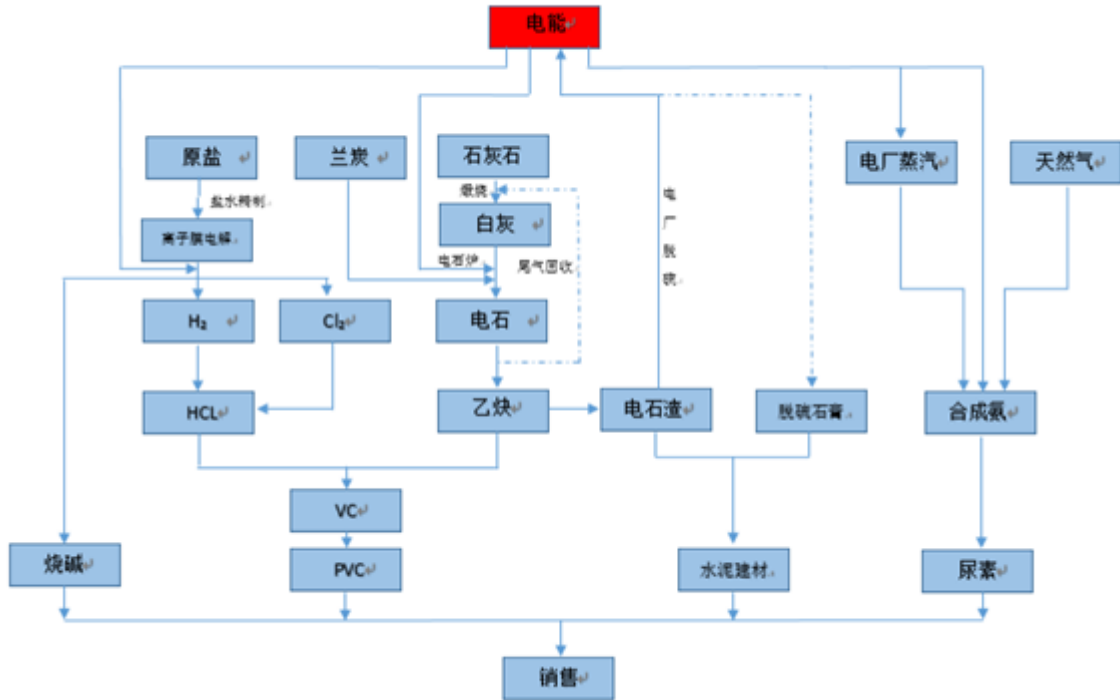 电能
原盐
兰炭
石灰石
电厂蒸汽
天然气
煅烧
盐水精制
白灰
离子膜电解
电石炉
尾气回收
电厂脱硫
H₂
Cl₂
电石
HCL
乙炔
电石渣
脱硫石膏
合成氨
VC
烧碱
PVC
水泥建材
尿素
销售